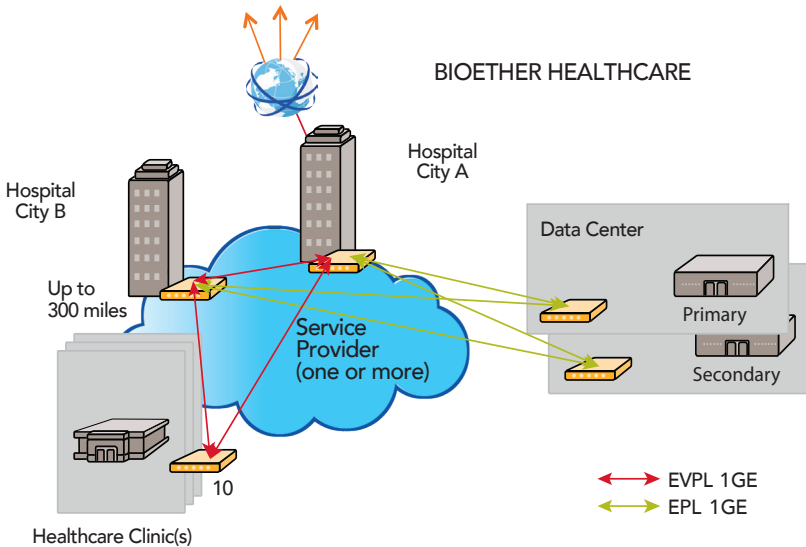 BIOETHER HEALTHCARE
Hospital
City A
Hospital
City B
Data Center
Primary
Secondary
Up to
300 miles
Service
Provider
(one or more)
10
Healthcare Clinic(s)
EVPL 1GE
EPL 1GE